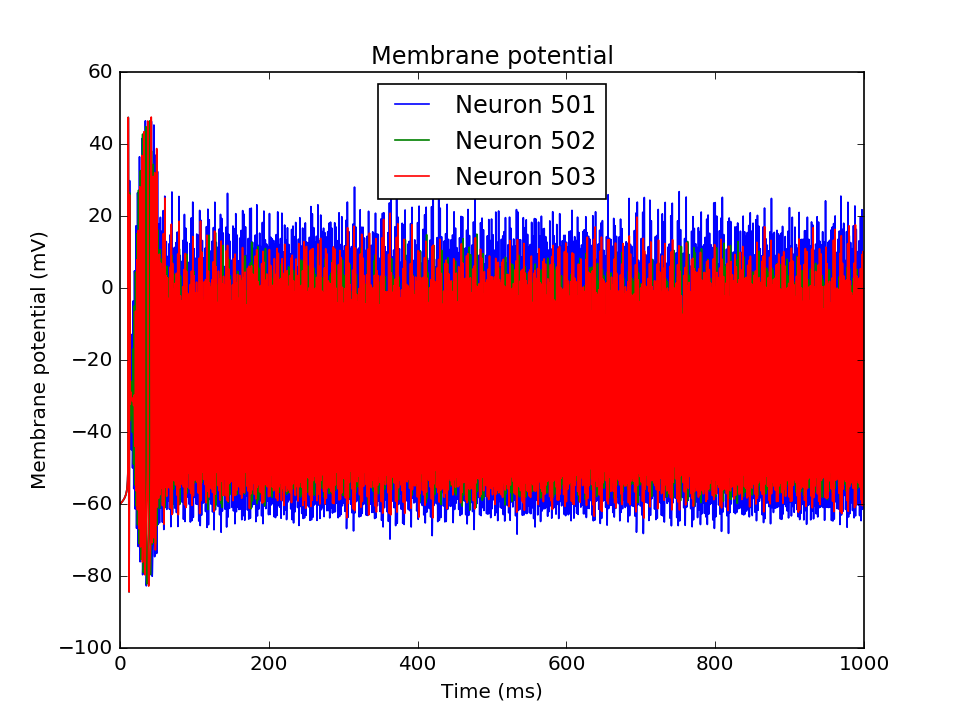 Membrane potential
60
40
20
0
−20
−40
−60
−80
−100
Membrane potential (mV)
Neuron 501
Neuron 502
Neuron 503
0 200 400 600 800 1000
Time (ms)